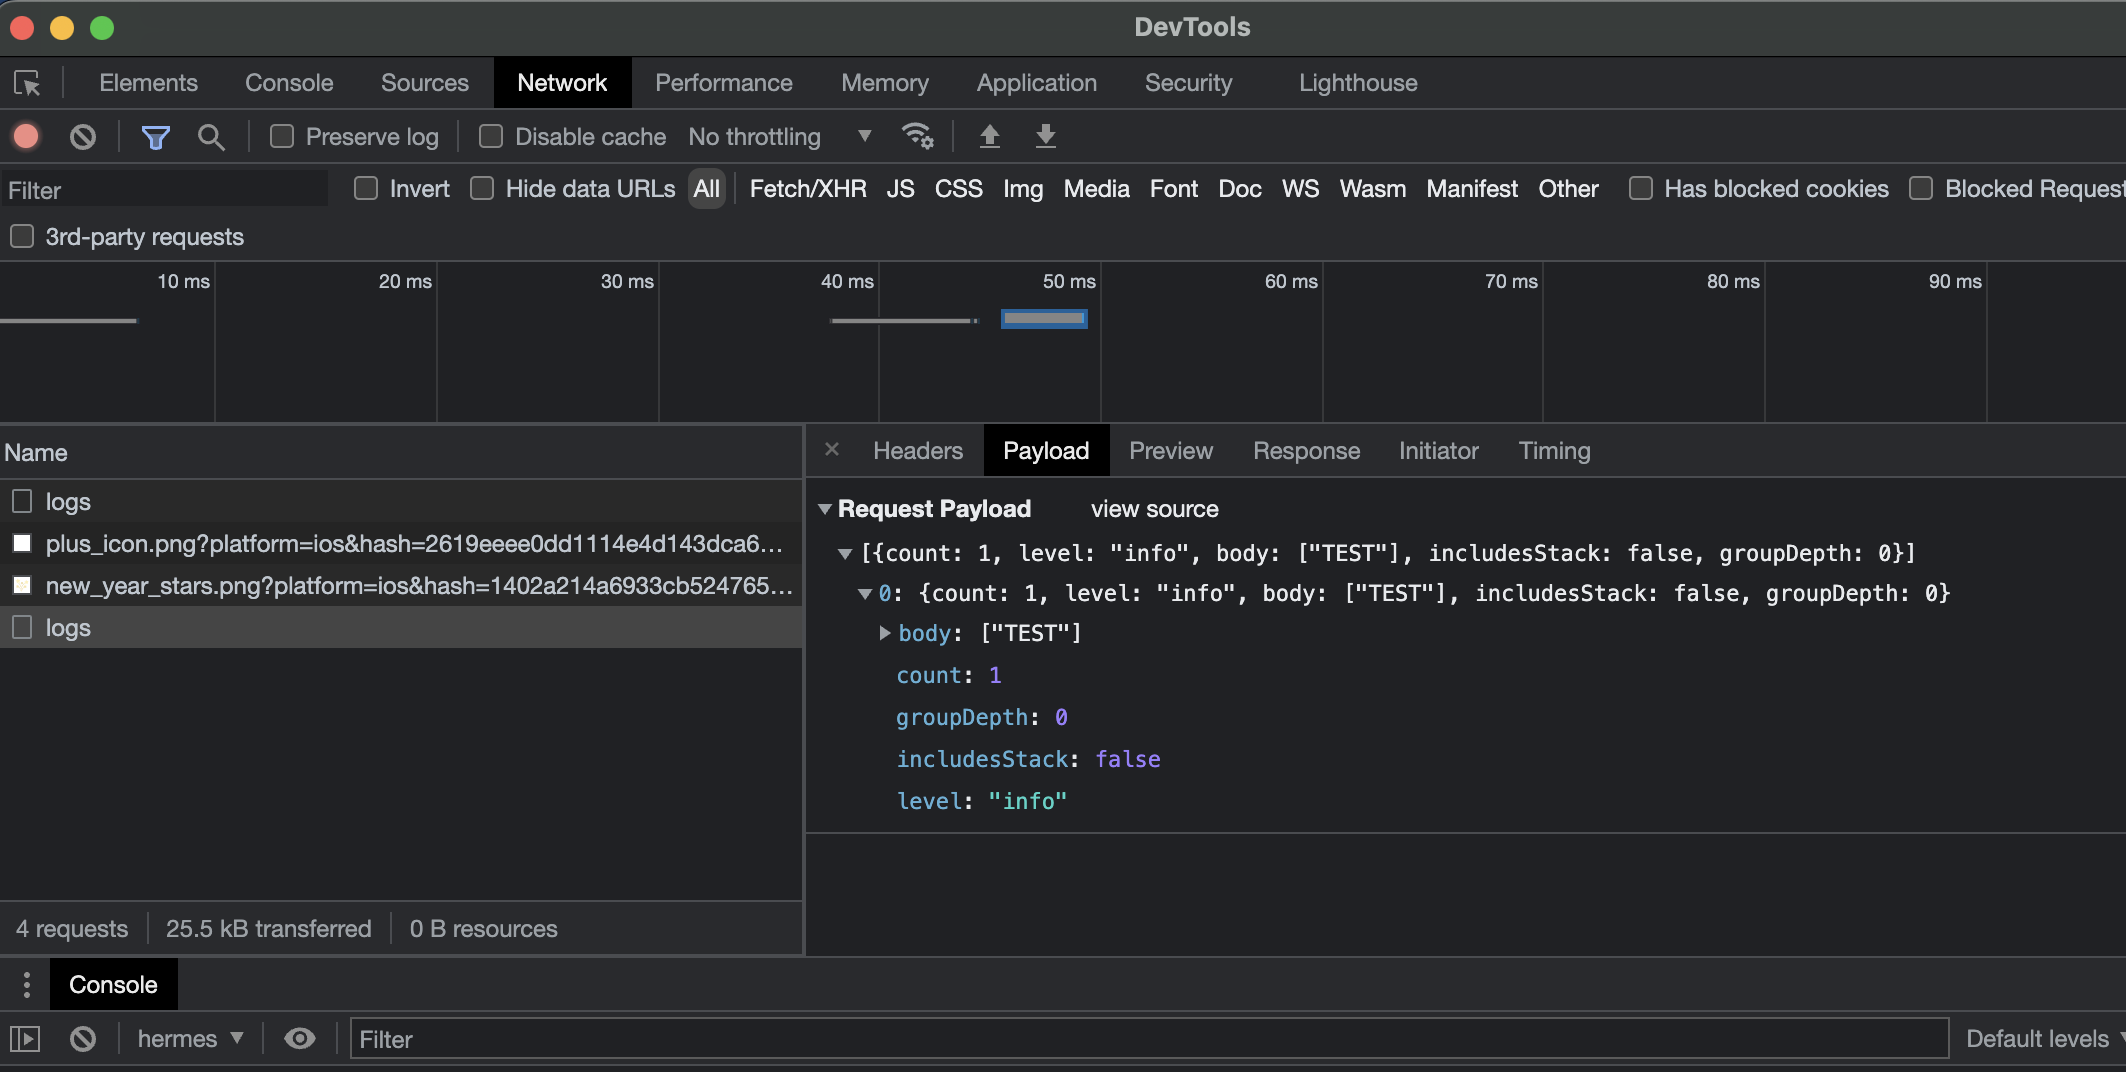 DevTools
Elements Console Sources Network Performance Memory Application Security Lighthouse
Preserve log Disable cache No throttling
Filter Invert Hide data URLs All Fetch/XHR JS CSS Img Media Font Doc WS Wasm Manifest Other Has blocked cookies Blocked Request
3rd-party requests
10 ms 20 ms 30 ms 40 ms 50 ms 60 ms 70 ms 80 ms 90 ms
Name
logs
plus_icon.png?platform=ios&hash=2619eeee0dd1114e4d143dca6...
new_year_stars.png?platform=ios&hash=1402a214a6933cb524765...
logs
4 requests 25.5 kB transferred 0 B resources
Headers Payload Preview Response Initiator Timing
Request Payload view source
[{count: 1, level: "info", body: ["TEST"], includesStack: false, groupDepth: 0}]
0: {count: 1, level: "info", body: ["TEST"], includesStack: false, groupDepth: 0}
body: ["TEST"]
count: 1
groupDepth: 0
includesStack: false
level: "info"
Console
hermes Filter Default levels